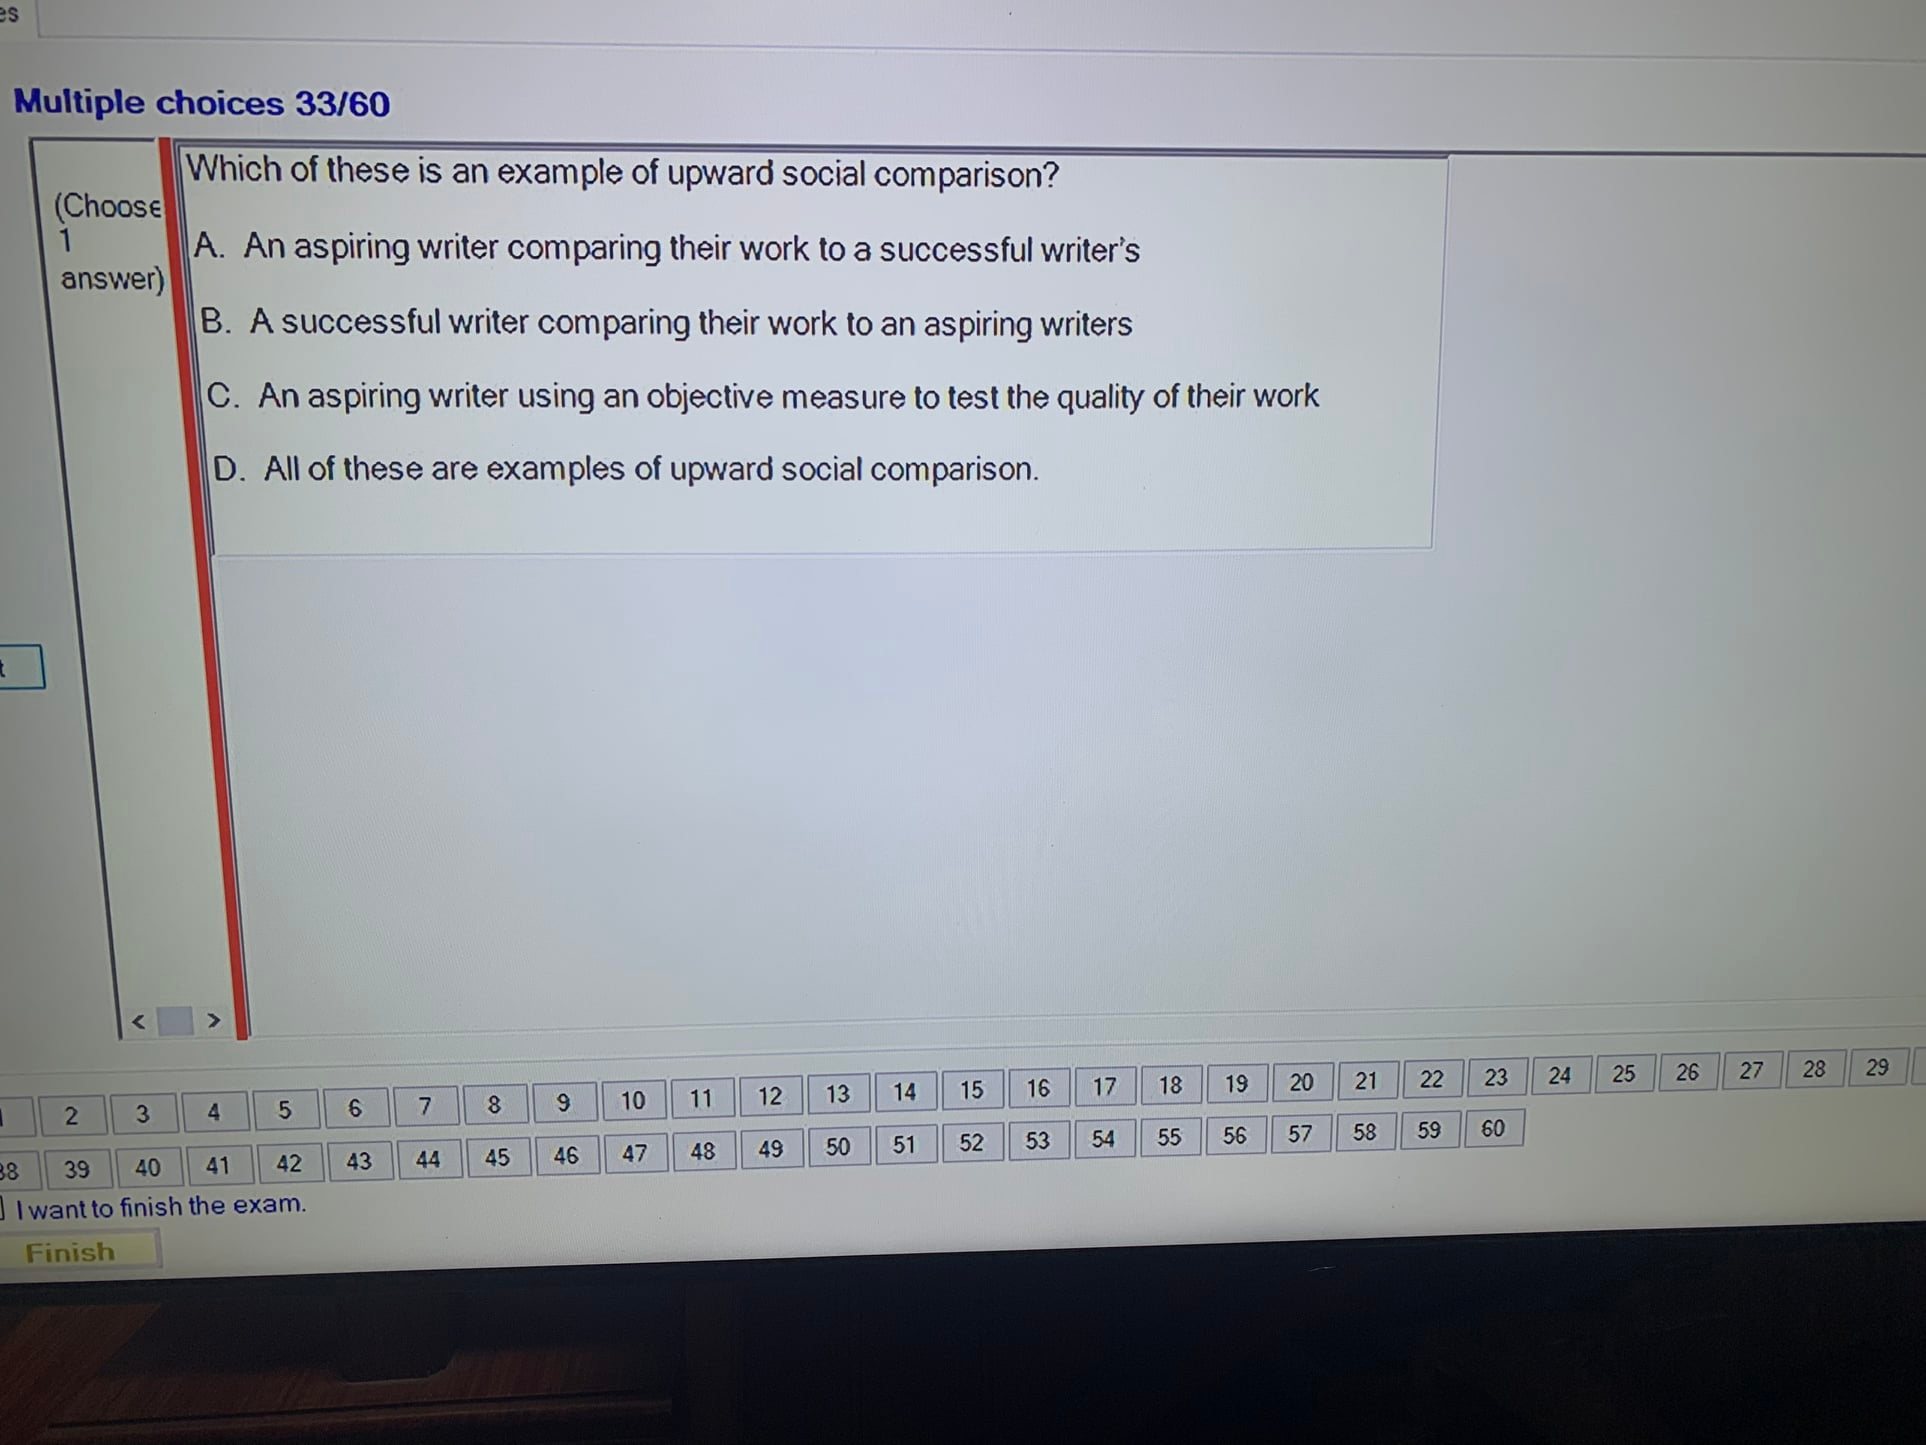 Multiple choices 33/60
(Choose
1
answer)
Which of these is an example of upward social comparison?
A. An aspiring writer comparing their work to a successful writer's
B. A successful writer comparing their work to an aspiring writers
C. An aspiring writer using an objective measure to test the quality of their work
D. All of these are examples of upward social comparison.
< >
2 3 4 5 6 7 8 9 10 11 12 13 14 15 16 17 18 19 20 21 22 23 24 25 26 27 28 29
38 39 40 41 42 43 44 45 46 47 48 49 50 51 52 53 54 55 56 57 58 59 60
I want to finish the exam.
Finish